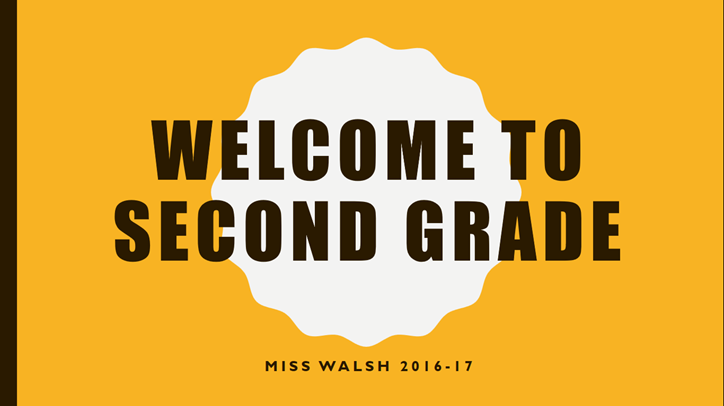 WELCOME TO
SECOND GRADE
MISS WALSH 2016-17